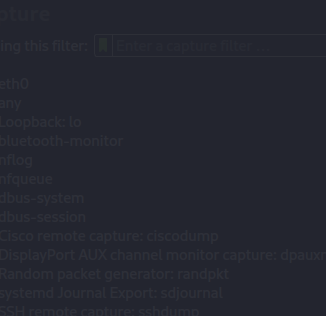 pture
ing this filter: Enter a capture filter ...
eth0
any
Loopback: lo
bluetooth-monitor
nflog
nfqueue
dbus-system
dbus-session
Cisco remote capture: ciscodump
DisplayPort AUX channel monitor capture: dpauxm
Random packet generator: randpkt
systemd Journal Export: sdjournal
SSH remote capture: sshdump